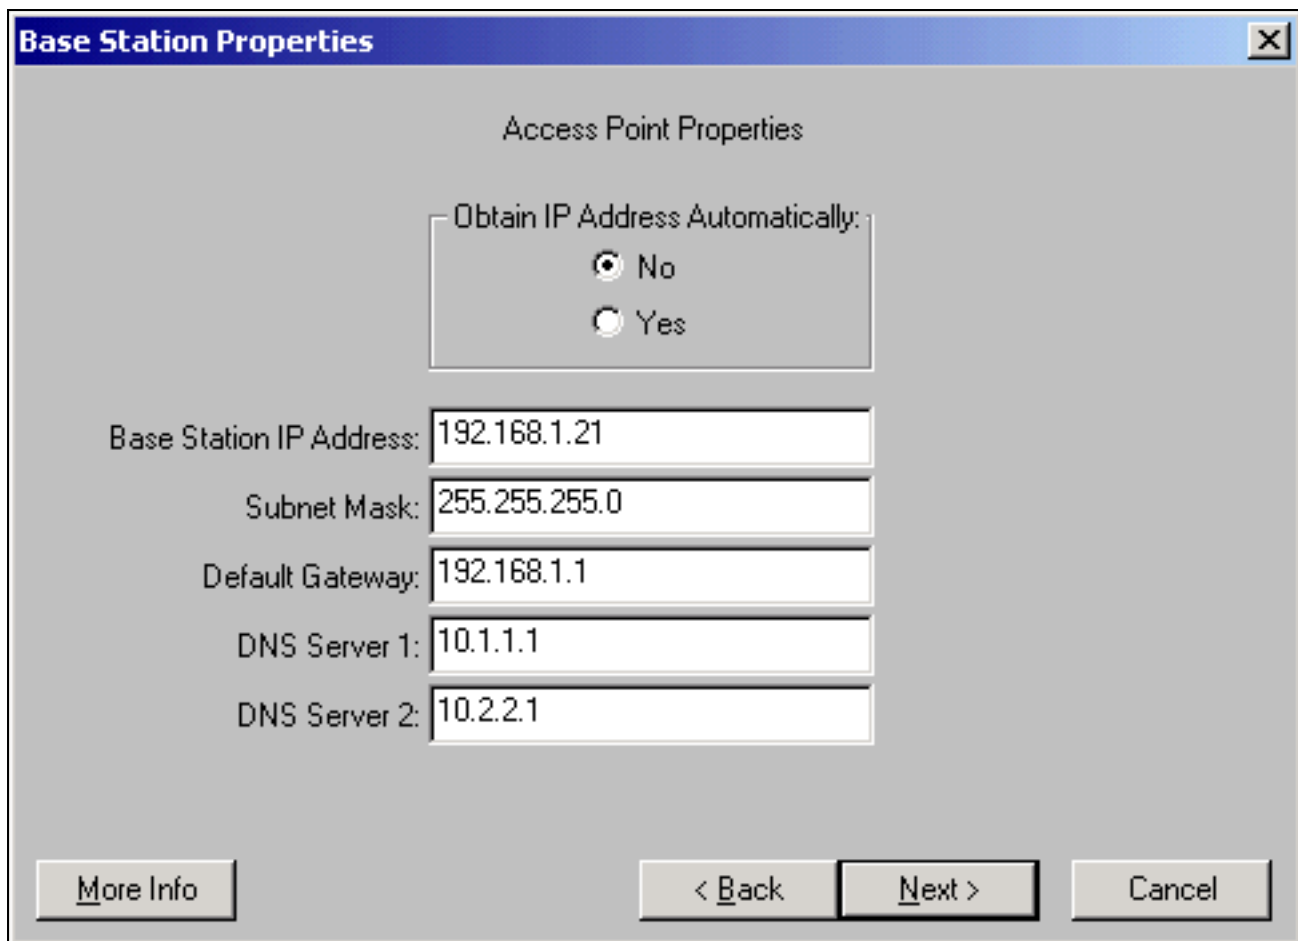 Base Station Properties
Access Point Properties
Obtain IP Address Automatically:
No
Yes
Base Station IP Address: 192.168.1.21
Subnet Mask: 255.255.255.0
Default Gateway: 192.168.1.1
DNS Server 1: 10.1.1.1
DNS Server 2: 10.2.2.1
More Info < Back Next > Cancel